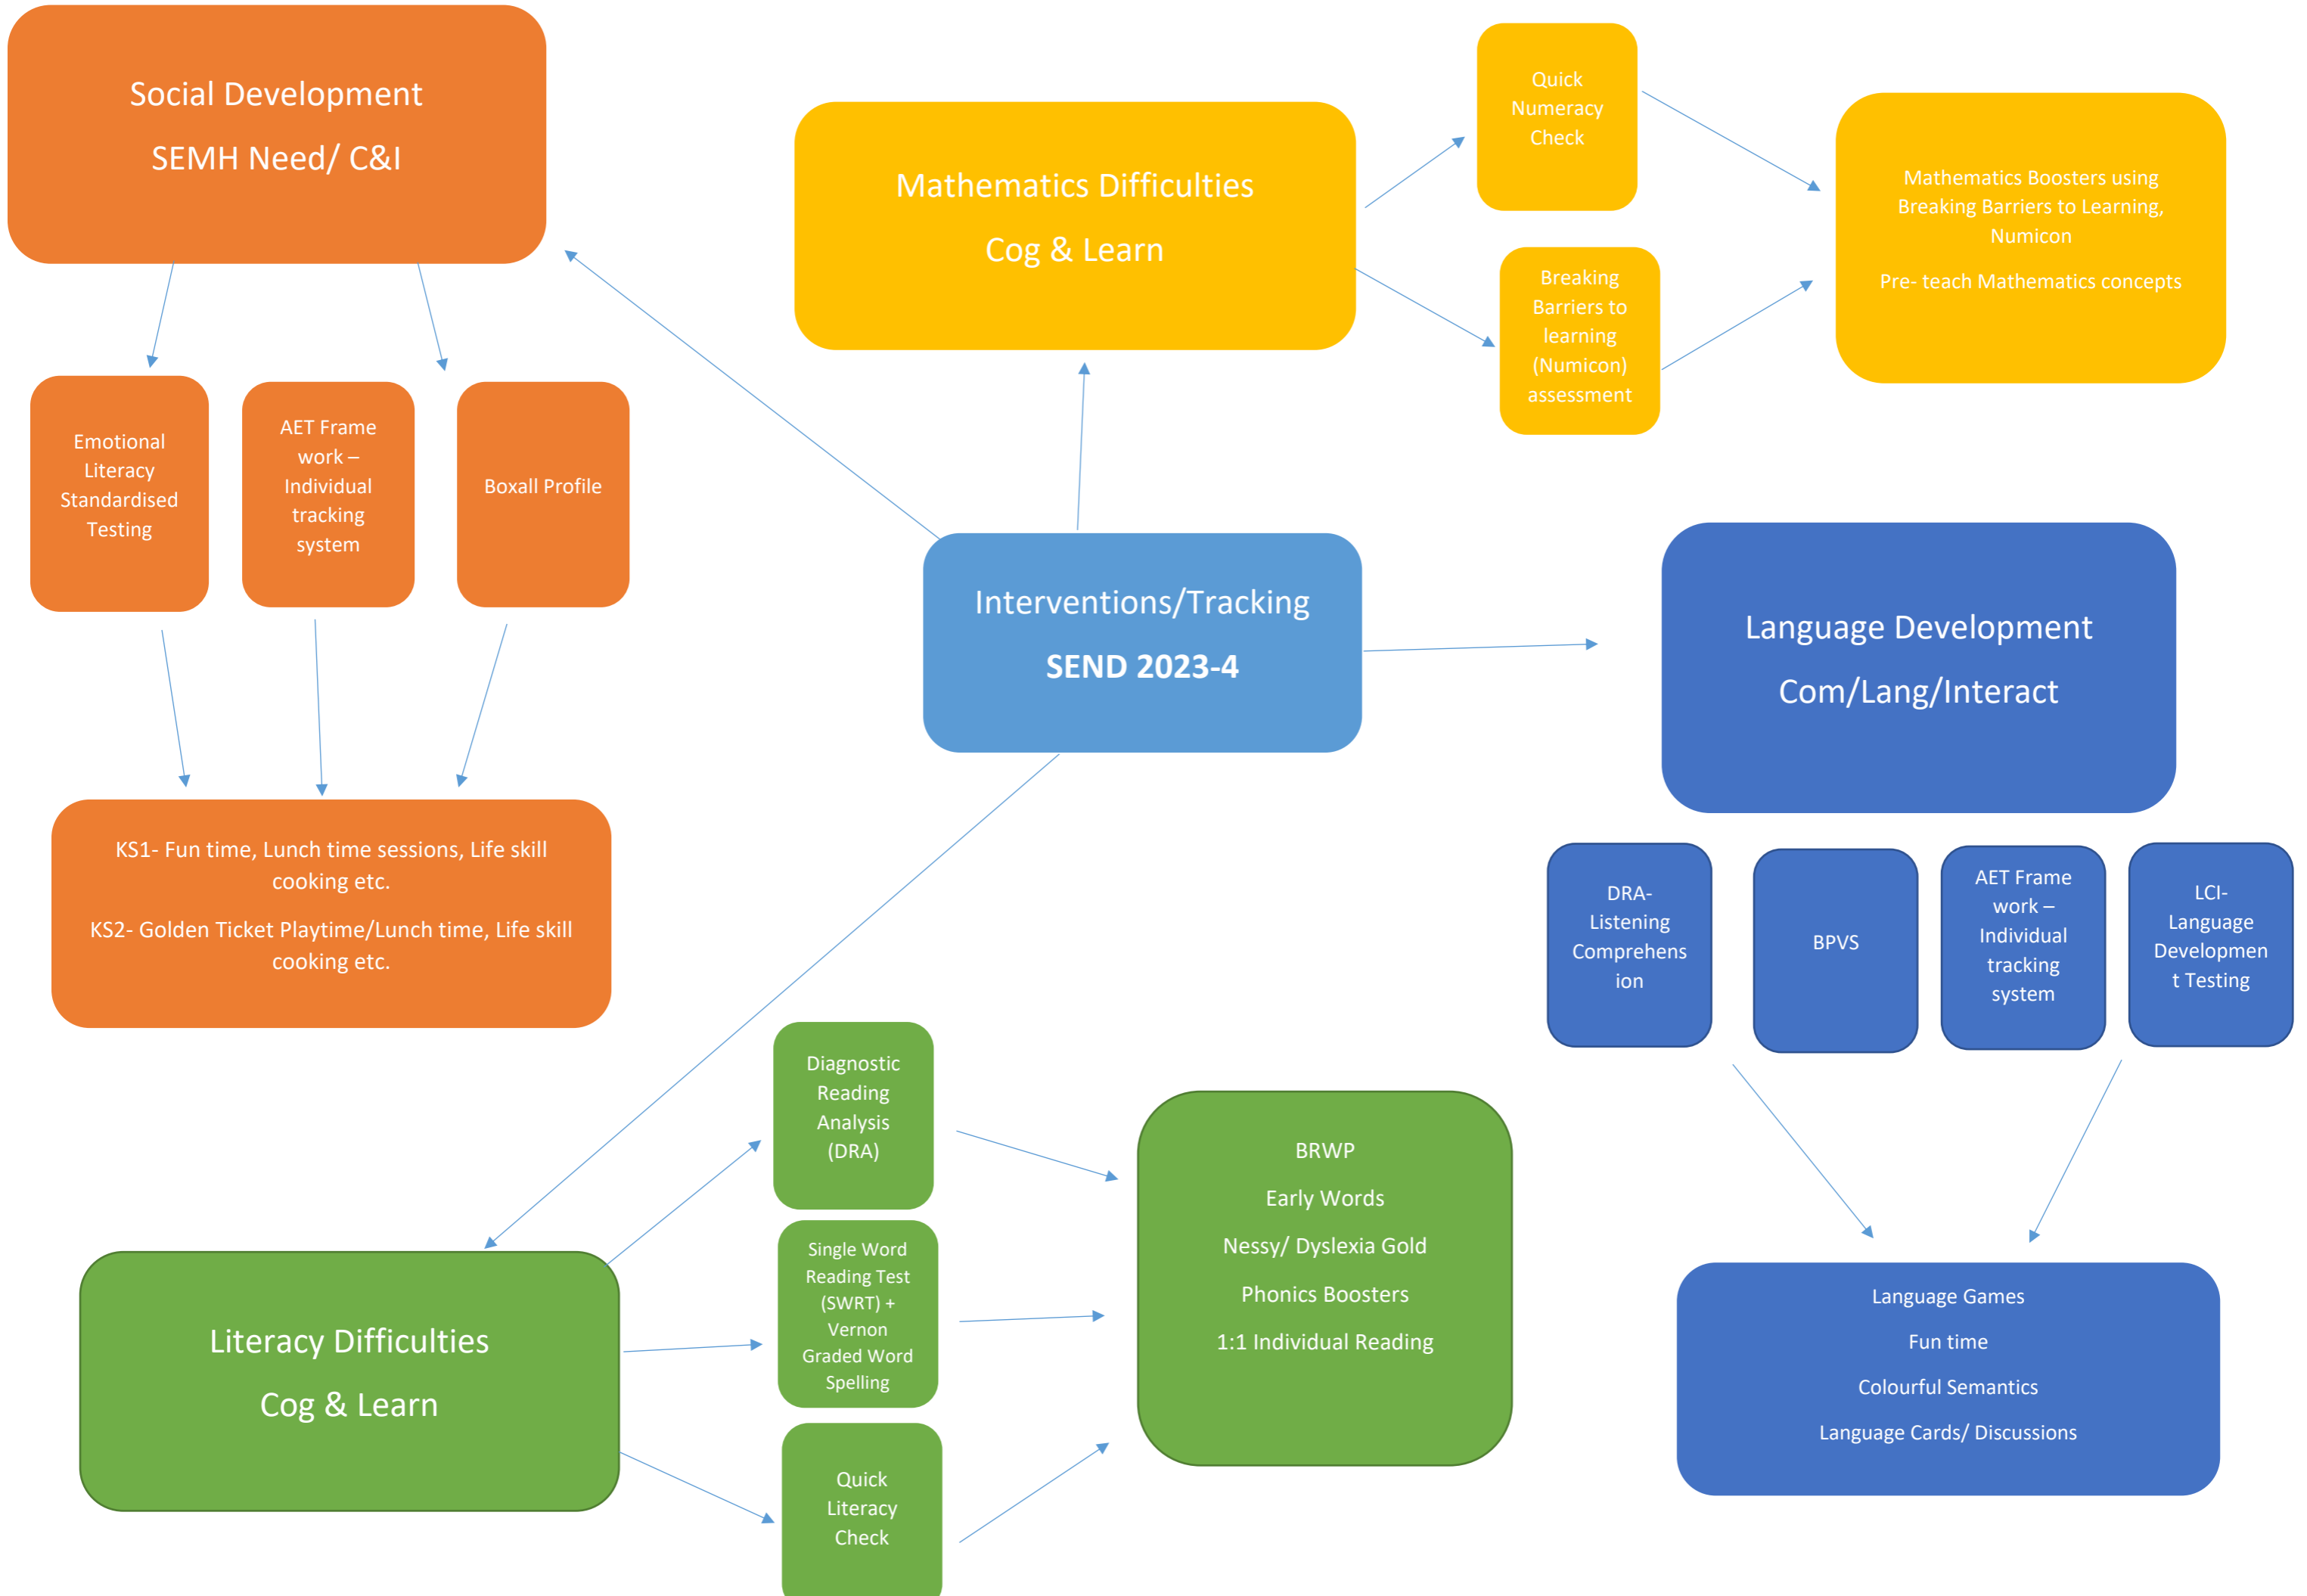 Social Development
SEMH Need/ C&I
Emotional
Literacy
Standardised
Testing
AET Frame
work –
Individual
tracking
system
Boxall Profile
KS1- Fun time, Lunch time sessions, Life skill
cooking etc.
KS2- Golden Ticket Playtime/Lunch time, Life skill
cooking etc.
Mathematics Difficulties
Cog & Learn
Quick
Numeracy
Check
Breaking
Barriers to
learning
(Numicon)
assessment
Mathematics Boosters using
Breaking Barriers to Learning,
Numicon
Pre- teach Mathematics concepts
Interventions/Tracking
SEND 2023-4
Language Development
Com/Lang/Interact
DRA-
Listening
Comprehens
ion
BPVS
AET Frame
work –
Individual
tracking
system
LCI-
Language
Developmen
t Testing
Language Games
Fun time
Colourful Semantics
Language Cards/ Discussions
Literacy Difficulties
Cog & Learn
Diagnostic
Reading
Analysis
(DRA)
Single Word
Reading Test
(SWRT) +
Vernon
Graded Word
Spelling
Quick
Literacy
Check
BRWP
Early Words
Nessy/ Dyslexia Gold
Phonics Boosters
1:1 Individual Reading